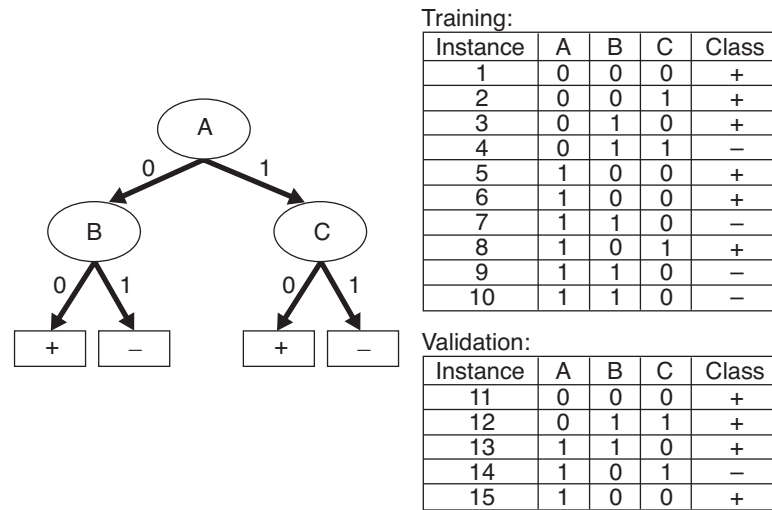 A
0 1
B C
0 1 0 1
+ − + −
Training:
Instance A B C Class
1 0 0 0 +
2 0 0 1 +
3 0 1 0 +
4 0 1 1 −
5 1 0 0 +
6 1 0 0 +
7 1 1 0 −
8 1 0 1 +
9 1 1 0 −
10 1 1 0 −
Validation:
Instance A B C Class
11 0 0 0 +
12 0 1 1 +
13 1 1 0 +
14 1 0 1 −
15 1 0 0 +